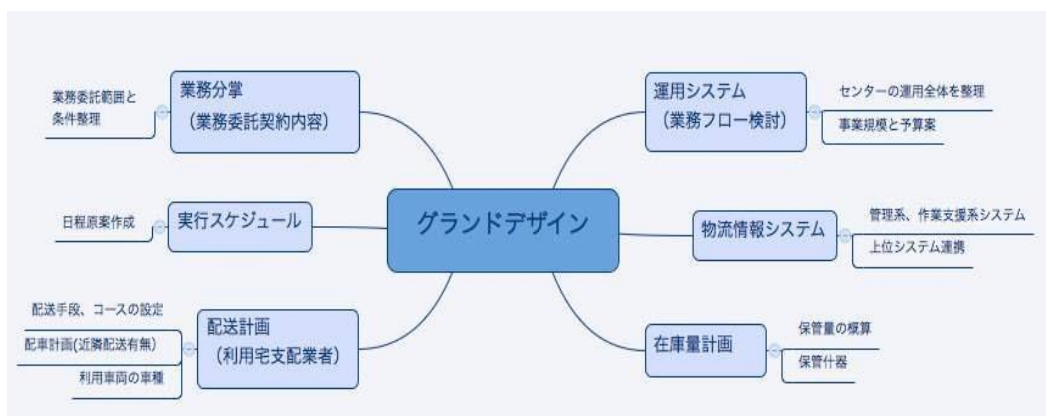 グランドデザイン
業務分掌
（業務委託契約内容）
業務委託範囲と
条件整理
実行スケジュール
日程原案作成
配送計画
（利用宅支配業者）
配送手段、コースの設定
配車計画(近隣配送有無)
利用車両の車種
運用システム
（業務フロー検討）
センターの運用全体を整理
事業規模と予算案
物流情報システム
管理系、作業支援系システム
上位システム連携
在庫量計画
保管量の概算
保管什器